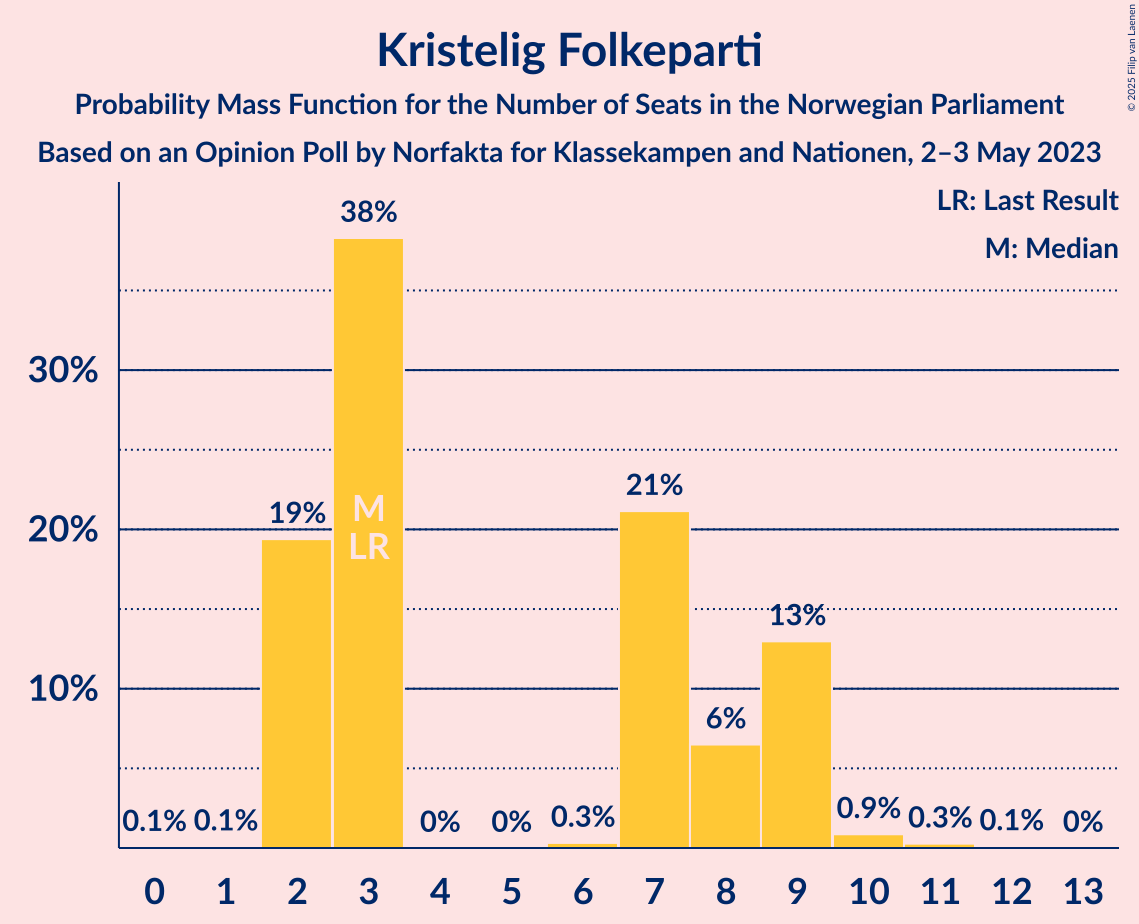 Kristelig Folkeparti
Probability Mass Function for the Number of Seats in the Norwegian Parliament
Based on an Opinion Poll by Norfakta for Klassekampen and Nationen, 2–3 May 2023
© 2025 Filip van Laenen
LR: Last Result
M: Median
38%
30%
21%
19%
M
20%
LR
13%
10%
6%
0.1% 0.1% 0% 0% 0.3% 0.9% 0.3% 0.1% 0%
0 1 2 3 4 5 6 7 8 9 10 11 12 13